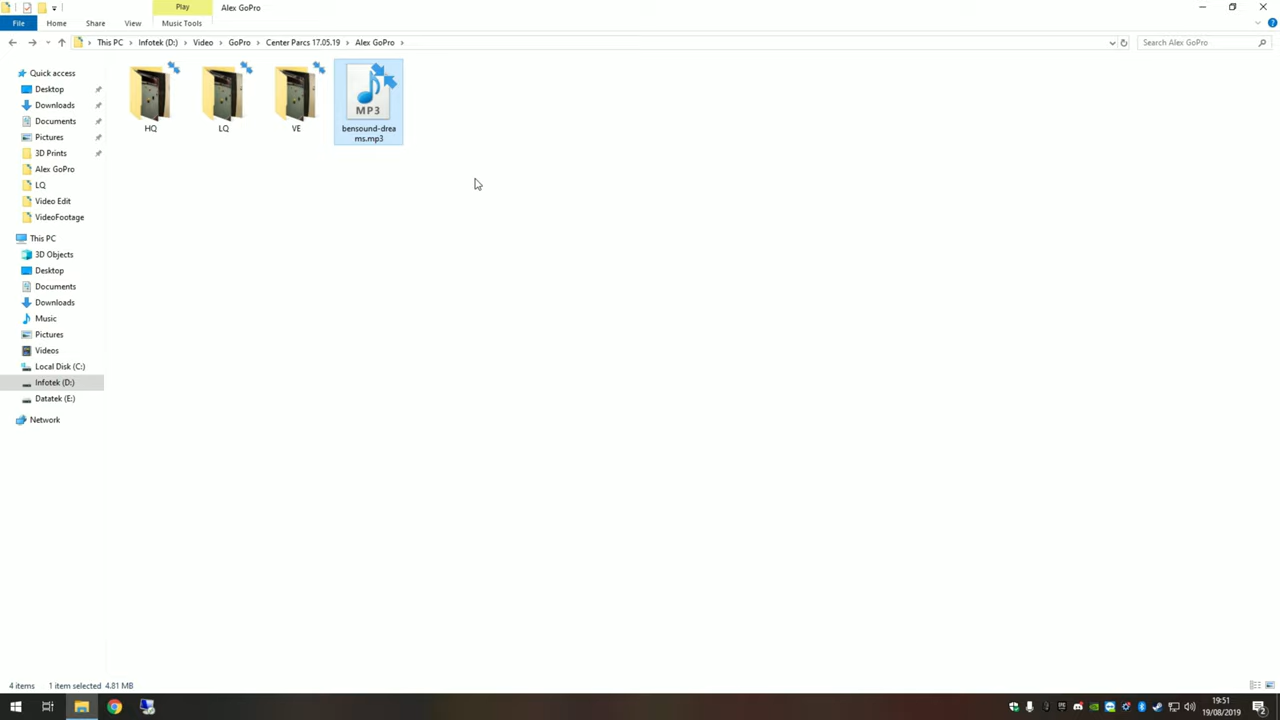 Play
Alex GoPro
File
Home
Share
View
Music Tools
This PC
Infotek (D:)
Video
GoPro
Center Parcs 17.05.19
Alex GoPro
Search Alex GoPro
Quick access
Desktop
Downloads
Documents
Pictures
3D Prints
Alex GoPro
LQ
Video Edit
VideoFootage
This PC
3D Objects
Desktop
Documents
Downloads
Music
Pictures
Videos
Local Disk (C:)
Infotek (D:)
Datatek (E:)
Network
HQ
LQ
VE
MP3
bensound-drea
ms.mp3
4 items
1 item selected 4.81 MB
19:51
19/08/2019
2